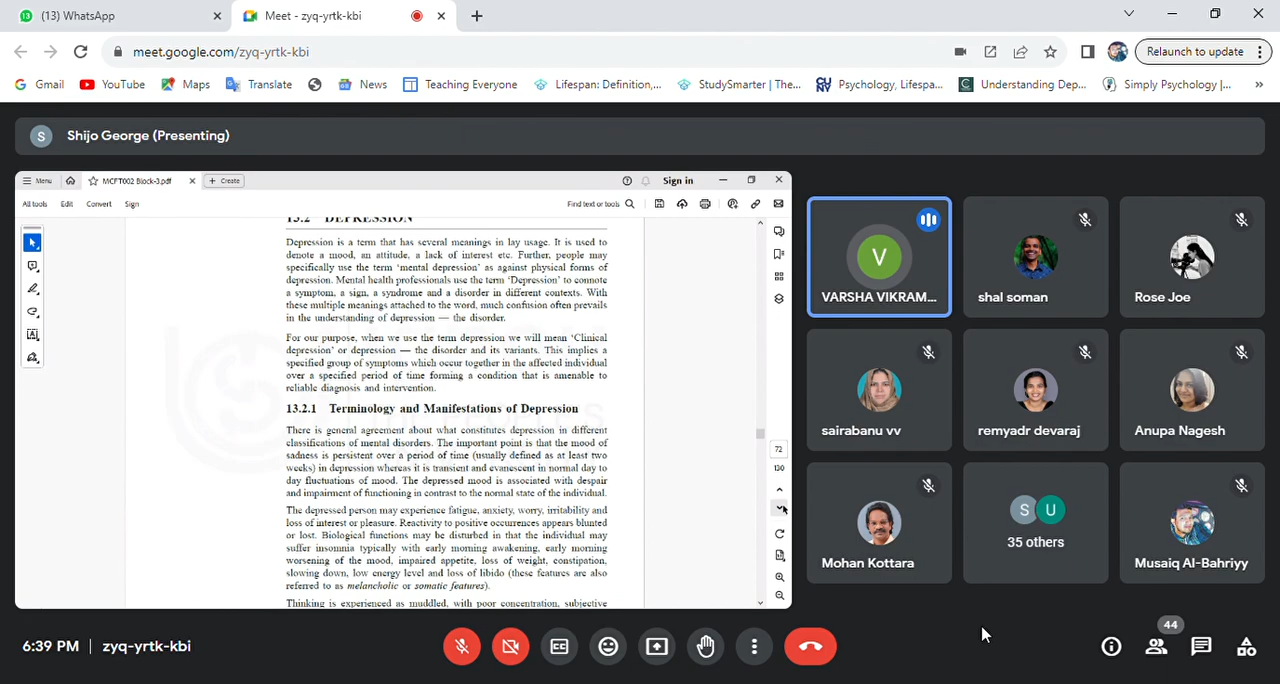 (13) WhatsApp
Meet - zyq-yrtk-kbi
meet.google.com/zyq-yrtk-kbi
Relaunch to update
Gmail
YouTube
Maps
Translate
News
Teaching Everyone
Lifespan: Definition,...
StudySmarter | The...
Psychology, Lifespa...
Understanding Dep...
Simply Psychology |...
S
Shijo George (Presenting)
Menu
MCFT002 Block-3.pdf
+ Create
Sign in
All tools
Edit
Convert
Sign
Find text or tools
13.2 DEPRESSION
Depression is a term that has several meanings in lay usage. It is used to
denote a mood, an attitude, a lack of interest etc. Further, people may
specifically use the term ‘mental depression’ as against physical forms of
depression. Mental health professionals use the term ‘Depression’ to connote
a symptom, a sign, a syndrome and a disorder in different contexts. With
these multiple meanings attached to the word, much confusion often prevails
in the understanding of depression — the disorder.
For our purpose, when we use the term depression we will mean ‘Clinical
depression’ or depression — the disorder and its variants. This implies a
specified group of symptoms which occur together in the affected individual
over a specified period of time forming a condition that is amenable to
reliable diagnosis and intervention.
13.2.1 Terminology and Manifestations of Depression
There is general agreement about what constitutes depression in different
classifications of mental disorders. The important point is that the mood of
sadness is persistent over a period of time (usually defined as at least two
weeks) in depression whereas it is transient and evanescent in normal day to
day fluctuations of mood. The depressed mood is associated with despair
and impairment of functioning in contrast to the normal state of the individual.
The depressed person may experience fatigue, anxiety, worry, irritability and
loss of interest or pleasure. Reactivity to positive occurrences appears blunted
or lost. Biological functions may be disturbed in that the individual may
suffer insomnia typically with early morning awakening, early morning
worsening of the mood, impaired appetite, loss of weight, constipation,
slowing down, low energy level and loss of libido (these features are also
referred to as melancholic or somatic features).
Thinking is experienced as muddled, with poor concentration, subjective
72
130
V
VARSHA VIKRAM...
shal soman
Rose Joe
sairabanu vv
remyadr devaraj
Anupa Nagesh
Mohan Kottara
S U
35 others
Musaiq Al-Bahriyy
6:39 PM | zyq-yrtk-kbi
44